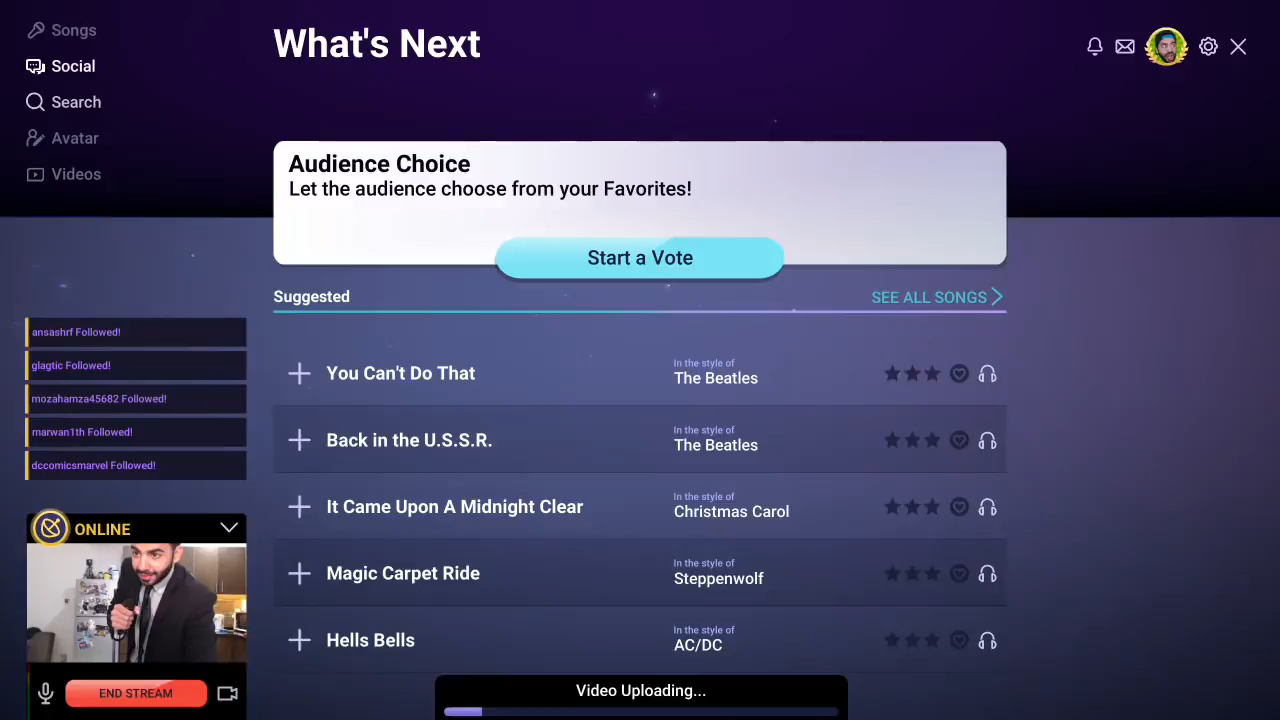 Songs
Social
Search
Avatar
Videos
What's Next
Audience Choice
Let the audience choose from your Favorites!
Start a Vote
Suggested
SEE ALL SONGS
You Can't Do That
In the style of
The Beatles
Back in the U.S.S.R.
In the style of
The Beatles
It Came Upon A Midnight Clear
In the style of
Christmas Carol
Magic Carpet Ride
In the style of
Steppenwolf
Hells Bells
In the style of
AC/DC
ansashrf Followed!
glagtic Followed!
mozahamza45682 Followed!
marwan1th Followed!
dccomicsmarvel Followed!
ONLINE
END STREAM
Video Uploading...